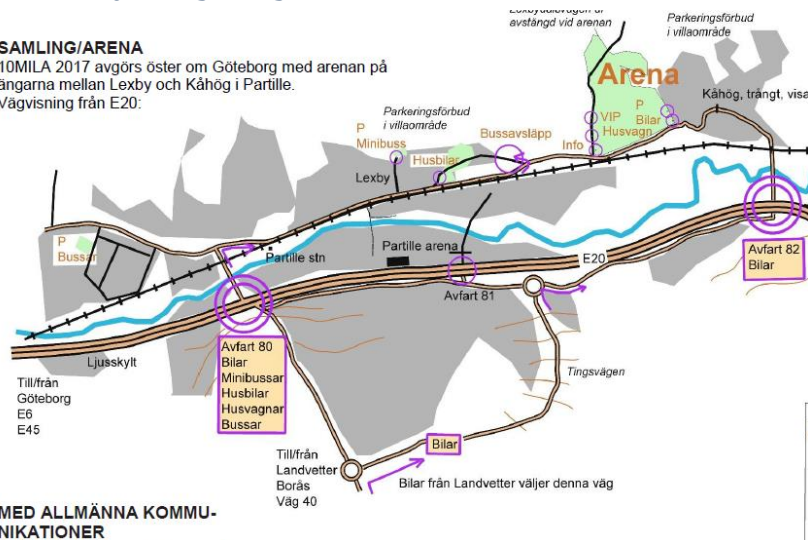 Lexbydalsvägen är
avstängd vid arenan
Parkeringsförbud
i villaområde
SAMLING/ARENA
10MILA 2017 avgörs öster om Göteborg med arenan på
ängarna mellan Lexby och Kåhög i Partille.
Vägvisning från E20:
Arena
Kåhög, trångt, visa
Parkeringsförbud
i villaområde
P
Minibuss
Bussavsläpp
Husbilar
VIP
Husvagn
Info
P
Bilar
Lexby
P
Bussar
Partille stn
Partille arena
E20
Avfart 81
Avfart 82
Bilar
Ljusskylt
Till/från
Göteborg
E6
E45
Avfart 80
Bilar
Minibussar
Husbilar
Husvagnar
Bussar
Tingsvägen
Bilar
Till/från
Landvetter
Borås
Väg 40
Bilar från Landvetter väljer denna väg
MED ALLMÄNNA KOMMU-
NIKATIONER